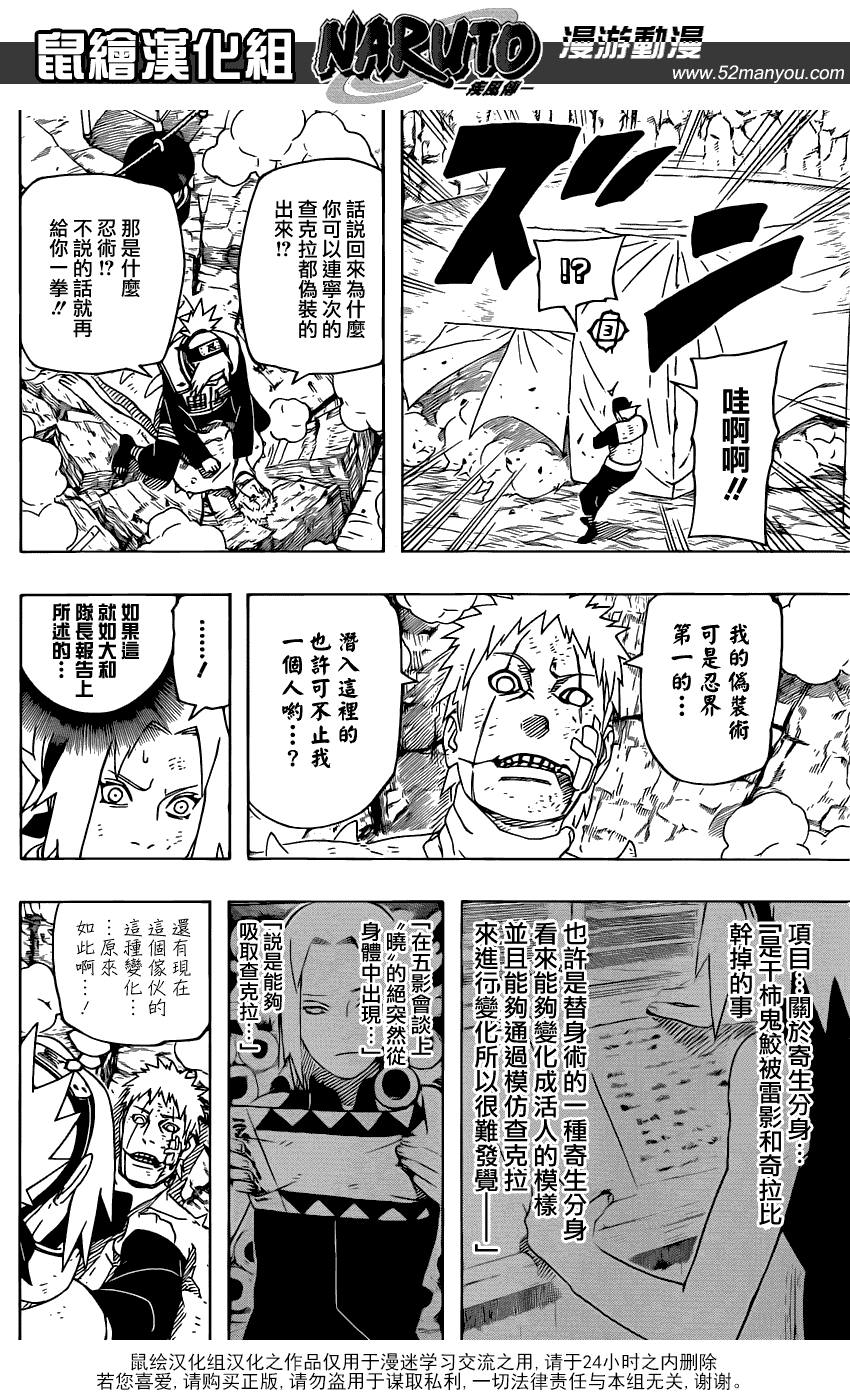 鼠繪漢化組
NARUTO
─疾風傳─
漫游動漫
www.52manyou.com
ズン
!?
3
哇啊啊!!
話説回來為什麼
你可以連寧次的
查克拉都偽裝的
出來!?
那是什麼
忍術!?
不說的話就再
給你一拳!!
我的偽裝術
可是忍界
第一的…
潛入這裡的
也許可不止我
一個人喲…?
……!
如果這
就如大和
隊長報告上
所述的…
項目…關於寄生分身…
「是干柿鬼鮫被雷影和奇拉比
幹掉的事
也許是替身術的一種寄生分身
看來能夠變化成活人的模樣
並且能夠通過模仿查克拉
來進行變化所以很難發覺——」
「在五影會談上
〝曉〞的絕突然從
身體中出現…」
「說是能夠
吸取查克拉…」
還有現在
這個傢伙的
這種變化…
…原來
如此啊…!
鼠绘汉化组汉化之作品仅用于漫迷学习交流之用, 请于24小时之内删除
若您喜爱, 请购买正版, 请勿盗用于谋取私利, 一切法律责任与本组无关, 谢谢。